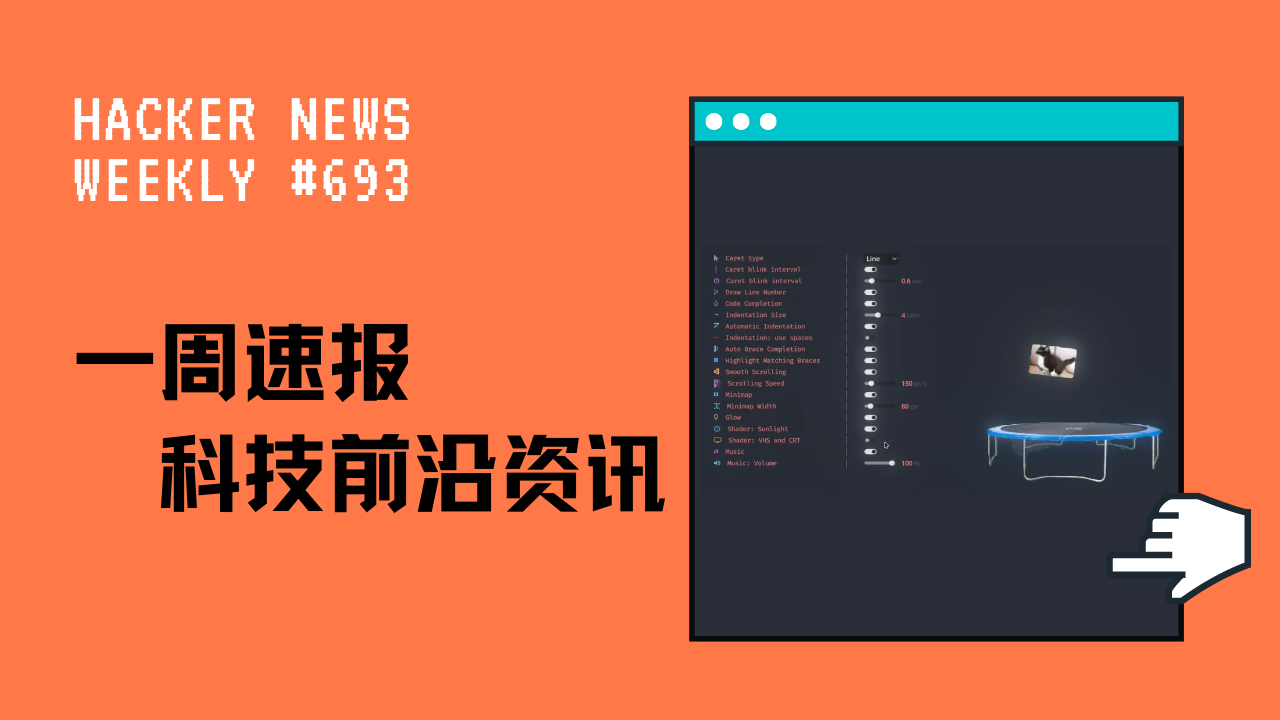 HACKER NEWS
WEEKLY #693
一周速报
科技前沿资讯
Caret type
Line
Caret blink interval
Caret blink interval
0.6 sec
Draw Line Number
Code Completion
Indentation Size
4 tabs
Automatic Indentation
Indentation: use spaces
Auto Brace Completion
Highlight Matching Braces
Smooth Scrolling
Scrolling Speed
150 px/s
Minimap
Minimap Width
80 px
Glow
Shader: Sunlight
Shader: VHS and CRT
Music
Music: Volume
100 %